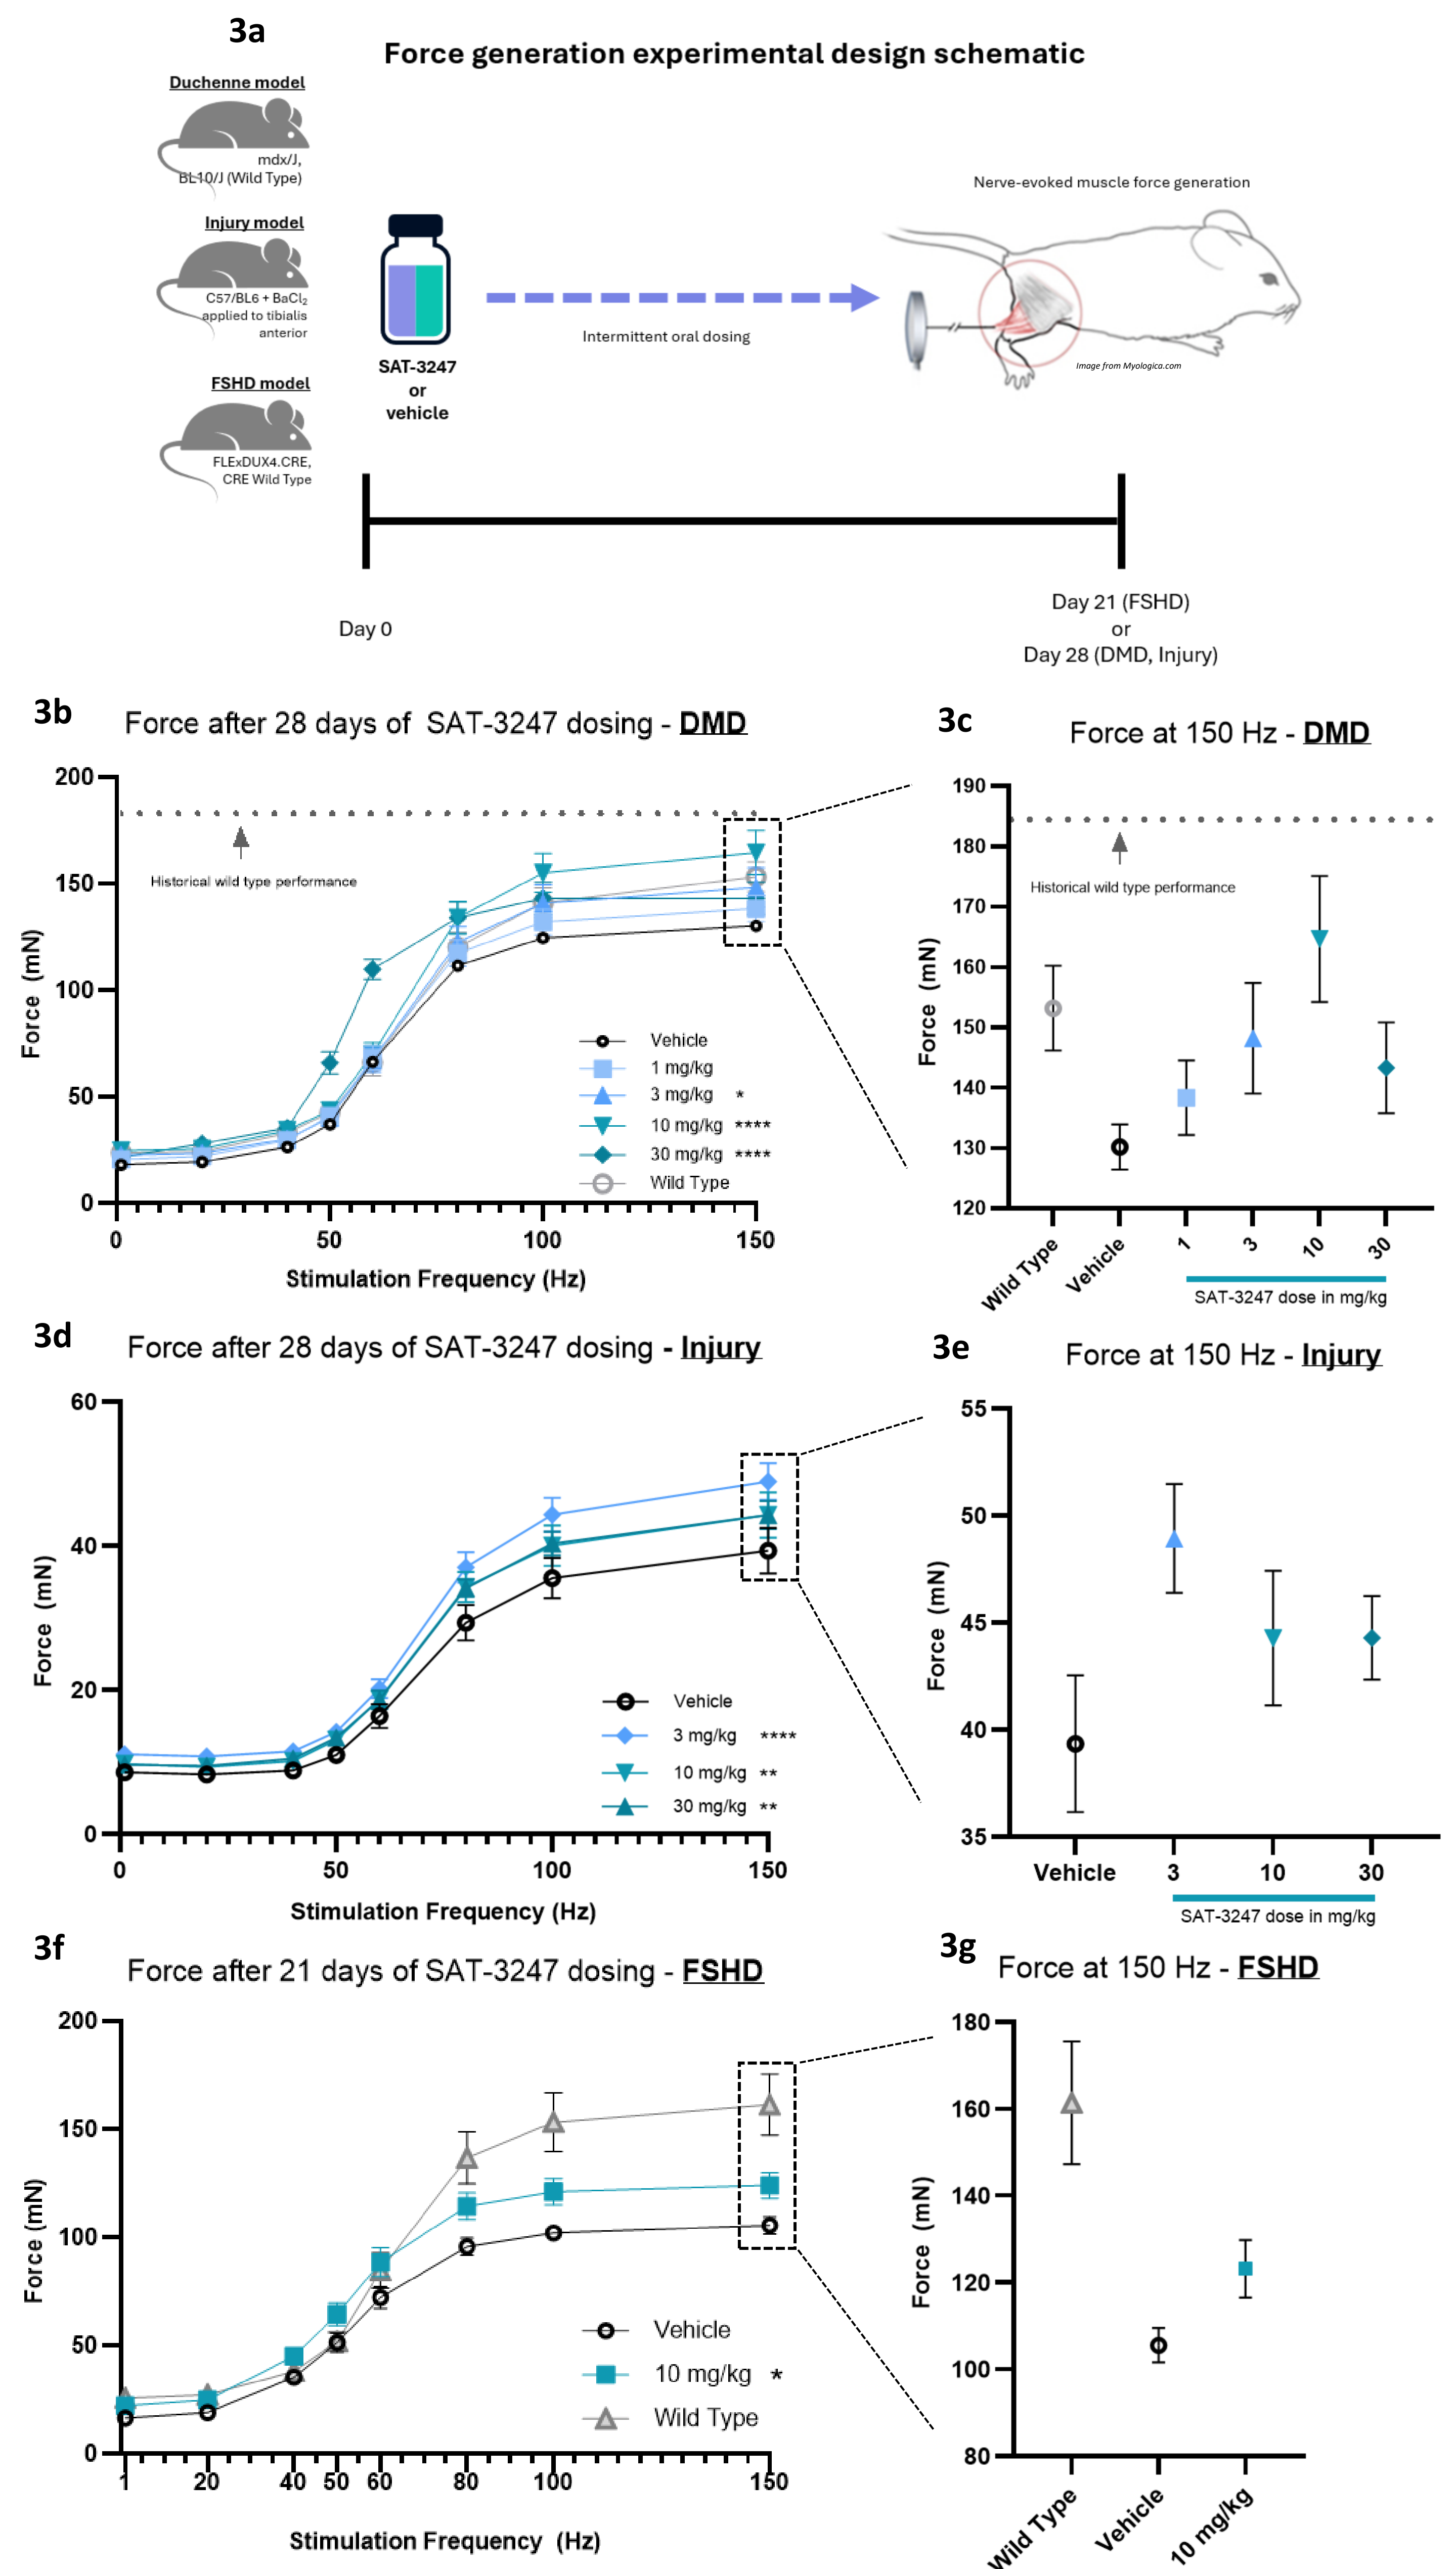 3a
Force generation experimental design schematic
Duchenne model
mdx/J,
BL10/J (Wild Type)
Injury model
C57/BL6 + BaCl₂
applied to tibialis
anterior
FSHD model
FLExDUX4.CRE,
CRE Wild Type
SAT-3247
or
vehicle
Intermittent oral dosing
Nerve-evoked muscle force generation
Image from Myologica.com
Day 0
Day 21 (FSHD)
or
Day 28 (DMD, Injury)
3b
Force after 28 days of SAT-3247 dosing - DMD
Force (mN)
200
150
100
50
0
Historical wild type performance
Vehicle
1 mg/kg
3 mg/kg *
10 mg/kg ****
30 mg/kg ****
Wild Type
0 50 100 150
Stimulation Frequency (Hz)
3c
Force at 150 Hz - DMD
Force (mN)
190
180
170
160
150
140
130
120
Historical wild type performance
Wild Type Vehicle 1 3 10 30
SAT-3247 dose in mg/kg
3d
Force after 28 days of SAT-3247 dosing - Injury
Force (mN)
60
40
20
0
Vehicle
3 mg/kg ****
10 mg/kg **
30 mg/kg **
0 50 100 150
Stimulation Frequency (Hz)
3e
Force at 150 Hz - Injury
Force (mN)
55
50
45
40
35
Vehicle 3 10 30
SAT-3247 dose in mg/kg
3f
Force after 21 days of SAT-3247 dosing - FSHD
Force (mN)
200
150
100
50
0
Vehicle
10 mg/kg *
Wild Type
1 20 40 50 60 80 100 150
Stimulation Frequency (Hz)
3g
Force at 150 Hz - FSHD
Force (mN)
180
160
140
120
100
80
Wild Type Vehicle 10 mg/kg